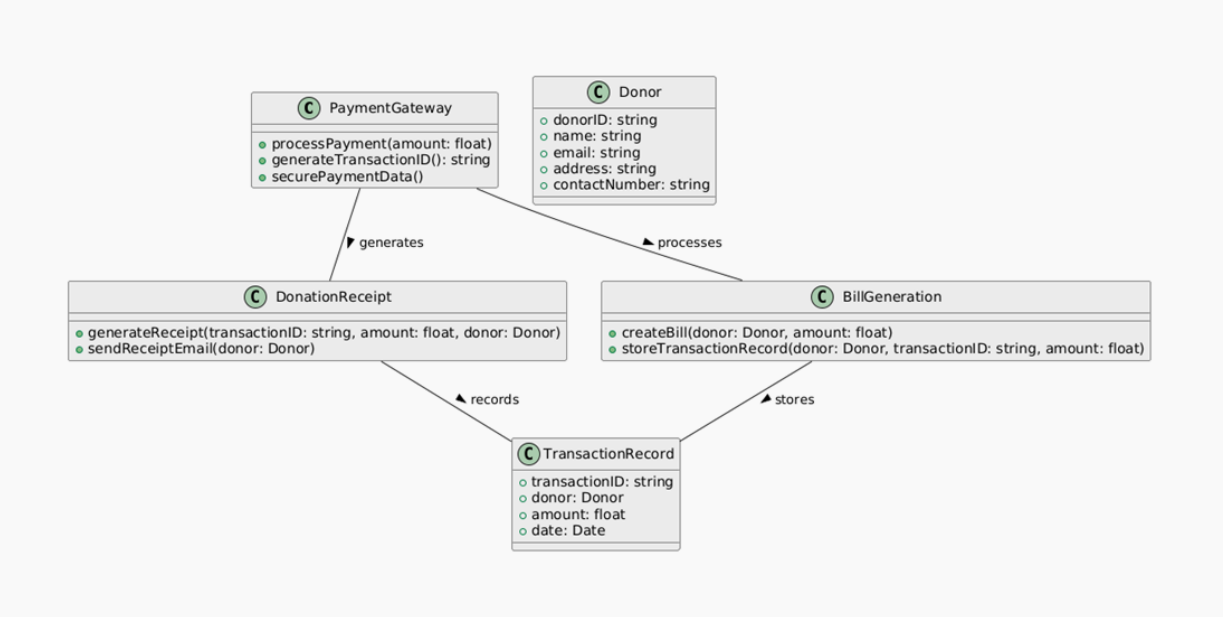 C PaymentGateway
processPayment(amount: float)
generateTransactionID(): string
securePaymentData()
C Donor
donorID: string
name: string
email: string
address: string
contactNumber: string
generates
processes
C DonationReceipt
generateReceipt(transactionID: string, amount: float, donor: Donor)
sendReceiptEmail(donor: Donor)
C BillGeneration
createBill(donor: Donor, amount: float)
storeTransactionRecord(donor: Donor, transactionID: string, amount: float)
records
stores
C TransactionRecord
transactionID: string
donor: Donor
amount: float
date: Date